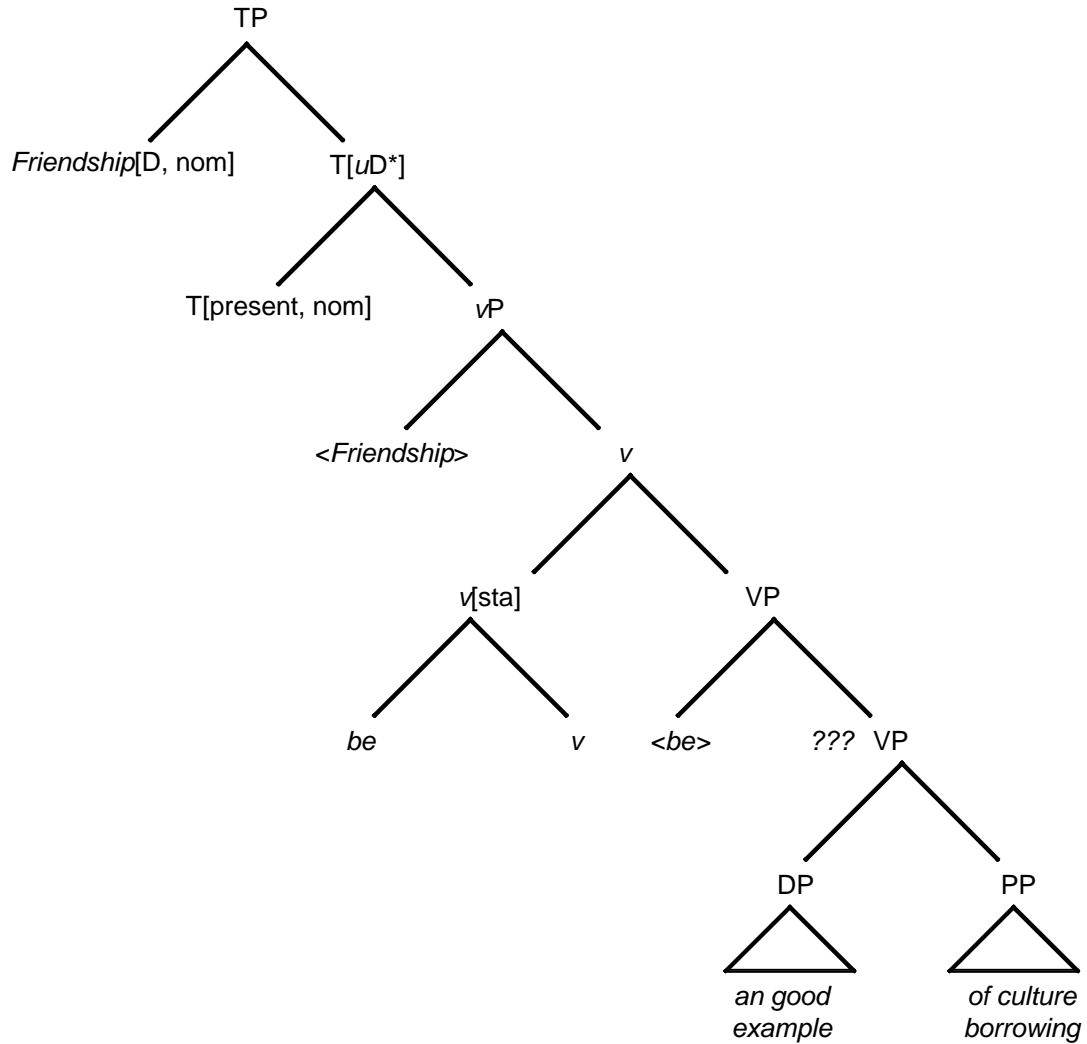 TP
Friendship[D, nom] T[uD*]
T[present, nom] vP
<Friendship> v
v[sta] VP
be v <be> ??? VP
DP PP
an good of culture
example borrowing